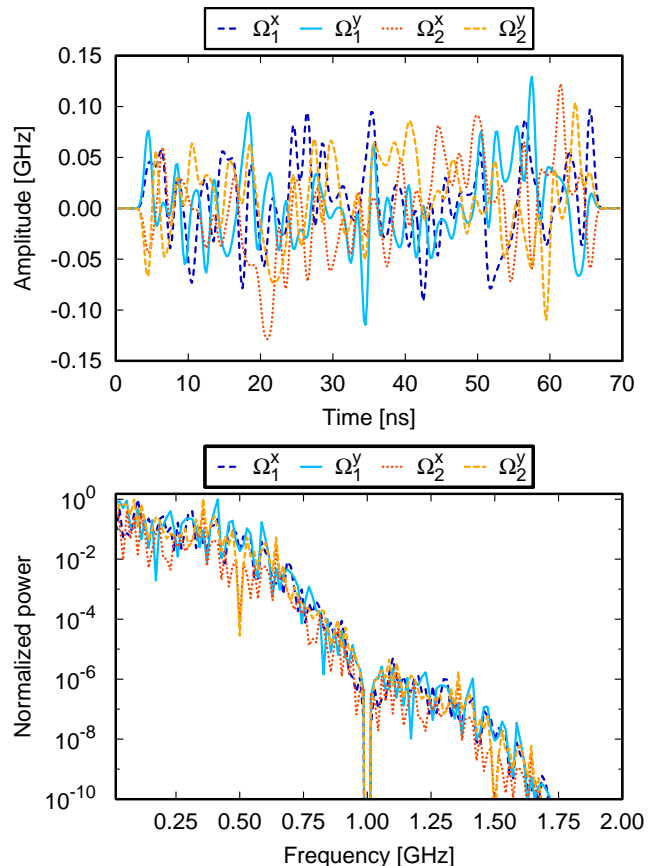 Ω₁ˣ Ω₁ʸ Ω₂ˣ Ω₂ʸ
0.15
0.10
0.05
0.00
-0.05
-0.10
-0.15
Amplitude [GHz]
0 10 20 30 40 50 60 70
Time [ns]
Ω₁ˣ Ω₁ʸ Ω₂ˣ Ω₂ʸ
10⁰
10⁻²
10⁻⁴
10⁻⁶
10⁻⁸
10⁻¹⁰
Normalized power
0.25 0.50 0.75 1.00 1.25 1.50 1.75 2.00
Frequency [GHz]